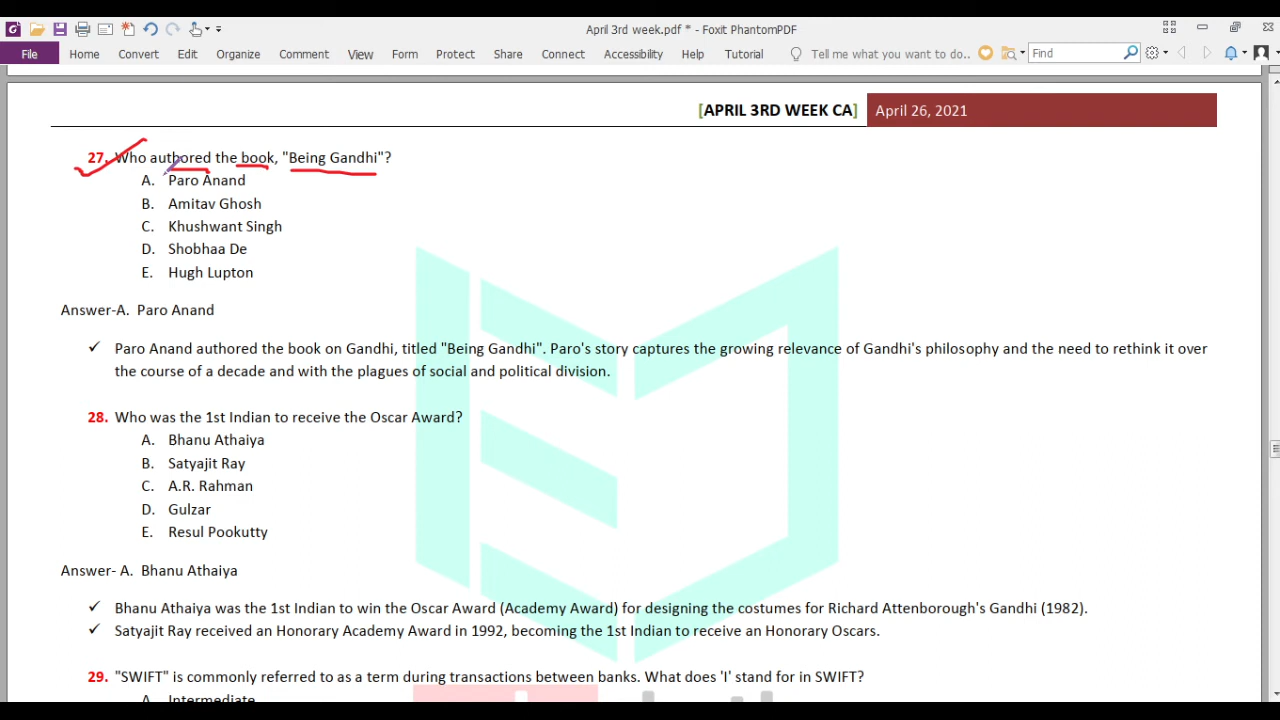 April 3rd week.pdf * - Foxit PhantomPDF
File Home Convert Edit Organize Comment View Form Protect Share Connect Accessibility Help Tutorial Tell me what you want to do.. Find
[APRIL 3RD WEEK CA] April 26, 2021
27. Who authored the book, "Being Gandhi"?
A. Paro Anand
B. Amitav Ghosh
C. Khushwant Singh
D. Shobhaa De
E. Hugh Lupton
Answer-A. Paro Anand
✓ Paro Anand authored the book on Gandhi, titled "Being Gandhi". Paro's story captures the growing relevance of Gandhi's philosophy and the need to rethink it over
the course of a decade and with the plagues of social and political division.
28. Who was the 1st Indian to receive the Oscar Award?
A. Bhanu Athaiya
B. Satyajit Ray
C. A.R. Rahman
D. Gulzar
E. Resul Pookutty
Answer- A. Bhanu Athaiya
✓ Bhanu Athaiya was the 1st Indian to win the Oscar Award (Academy Award) for designing the costumes for Richard Attenborough's Gandhi (1982).
✓ Satyajit Ray received an Honorary Academy Award in 1992, becoming the 1st Indian to receive an Honorary Oscars.
29. "SWIFT" is commonly referred to as a term during transactions between banks. What does 'I' stand for in SWIFT?
A. Intermediate